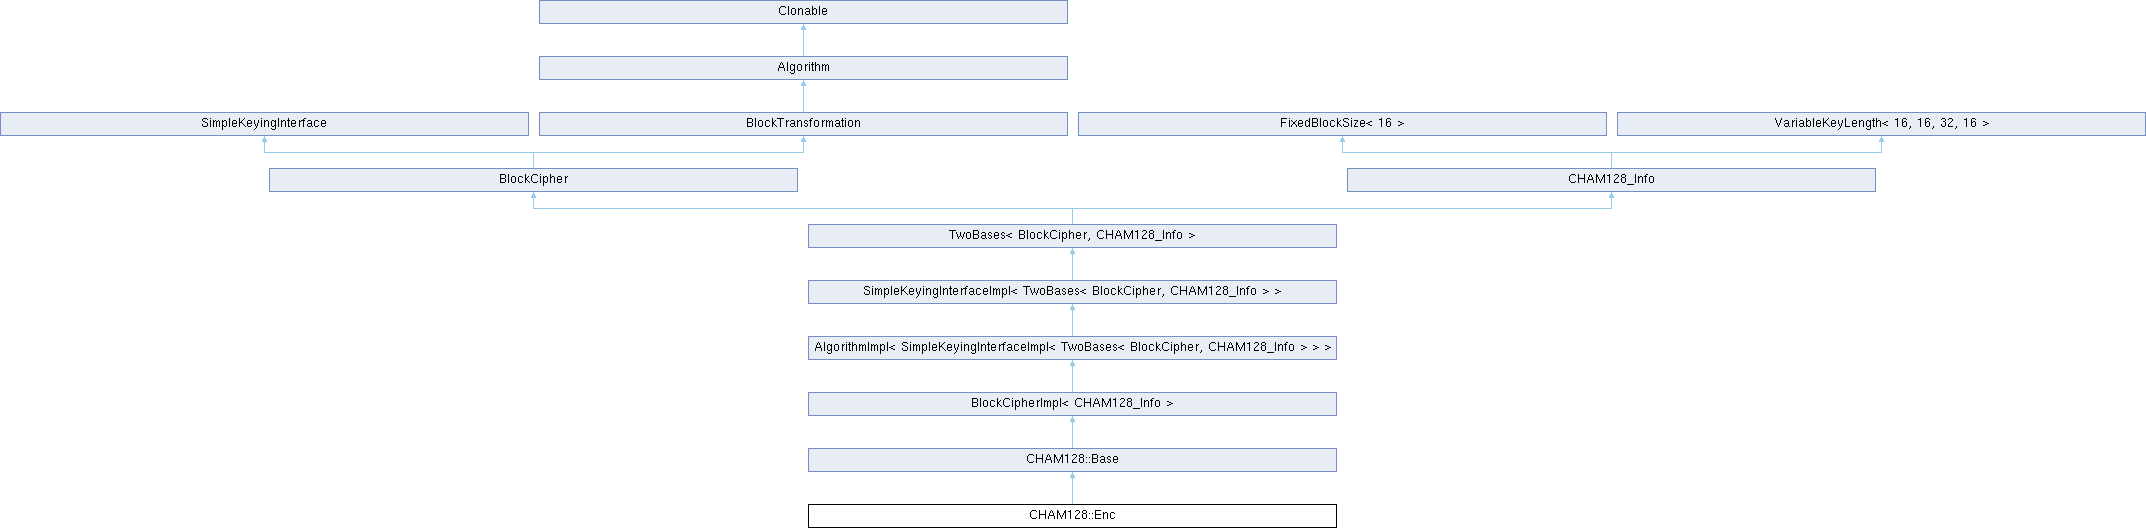 Clonable
Algorithm
SimpleKeyingInterface
BlockTransformation
FixedBlockSize< 16 >
VariableKeyLength< 16, 16, 32, 16 >
BlockCipher
CHAM128_Info
TwoBases< BlockCipher, CHAM128_Info >
SimpleKeyingInterfaceImpl< TwoBases< BlockCipher, CHAM128_Info > >
AlgorithmImpl< SimpleKeyingInterfaceImpl< TwoBases< BlockCipher, CHAM128_Info > > >
BlockCipherImpl< CHAM128_Info >
CHAM128::Base
CHAM128::Enc